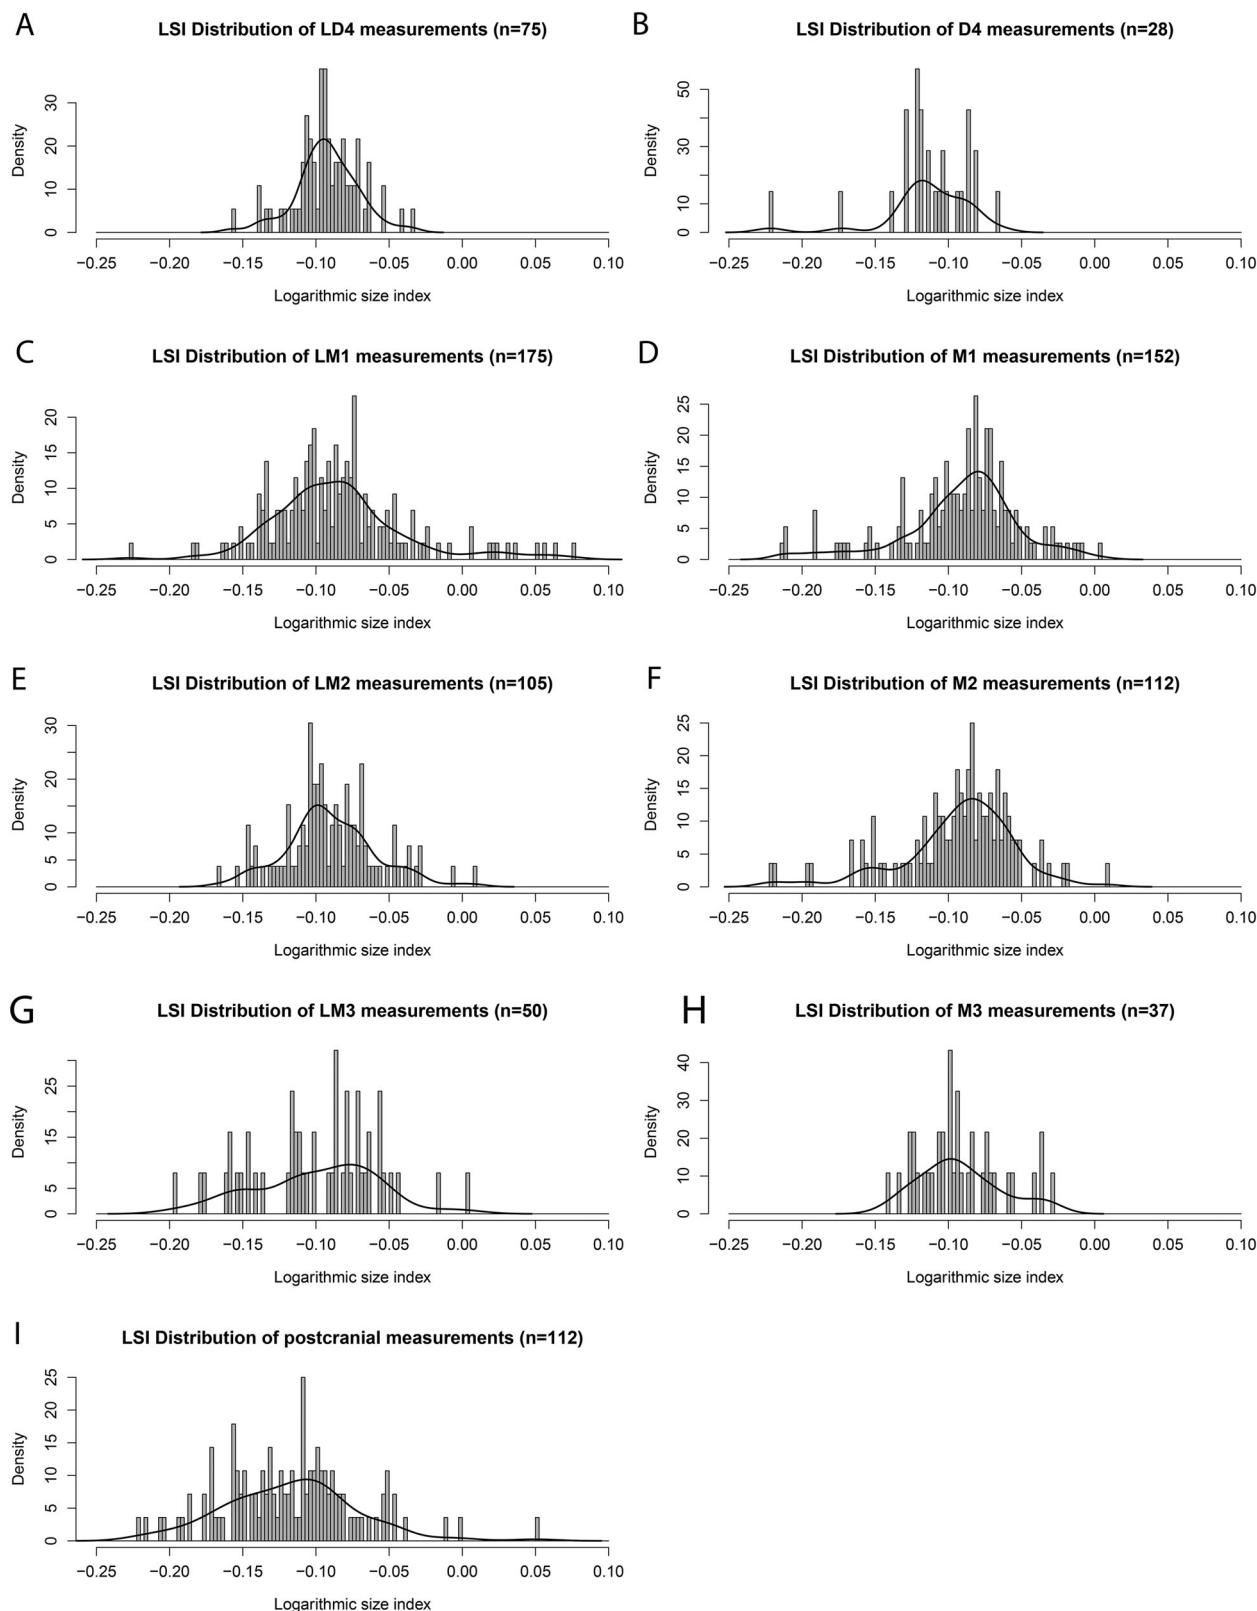 A
LSI Distribution of LD4 measurements (n=75)
Density
0 10 20 30
−0.25 −0.20 −0.15 −0.10 −0.05 0.00 0.05 0.10
Logarithmic size index
B
LSI Distribution of D4 measurements (n=28)
Density
0 10 30 50
−0.25 −0.20 −0.15 −0.10 −0.05 0.00 0.05 0.10
Logarithmic size index
C
LSI Distribution of LM1 measurements (n=175)
Density
0 5 10 15 20
−0.25 −0.20 −0.15 −0.10 −0.05 0.00 0.05 0.10
Logarithmic size index
D
LSI Distribution of M1 measurements (n=152)
Density
0 5 10 15 20 25
−0.25 −0.20 −0.15 −0.10 −0.05 0.00 0.05 0.10
Logarithmic size index
E
LSI Distribution of LM2 measurements (n=105)
Density
0 5 10 20 30
−0.25 −0.20 −0.15 −0.10 −0.05 0.00 0.05 0.10
Logarithmic size index
F
LSI Distribution of M2 measurements (n=112)
Density
0 5 10 15 20 25
−0.25 −0.20 −0.15 −0.10 −0.05 0.00 0.05 0.10
Logarithmic size index
G
LSI Distribution of LM3 measurements (n=50)
Density
0 5 15 25
−0.25 −0.20 −0.15 −0.10 −0.05 0.00 0.05 0.10
Logarithmic size index
H
LSI Distribution of M3 measurements (n=37)
Density
0 10 20 30 40
−0.25 −0.20 −0.15 −0.10 −0.05 0.00 0.05 0.10
Logarithmic size index
I
LSI Distribution of postcranial measurements (n=112)
Density
0 5 10 15 20 25
−0.25 −0.20 −0.15 −0.10 −0.05 0.00 0.05 0.10
Logarithmic size index